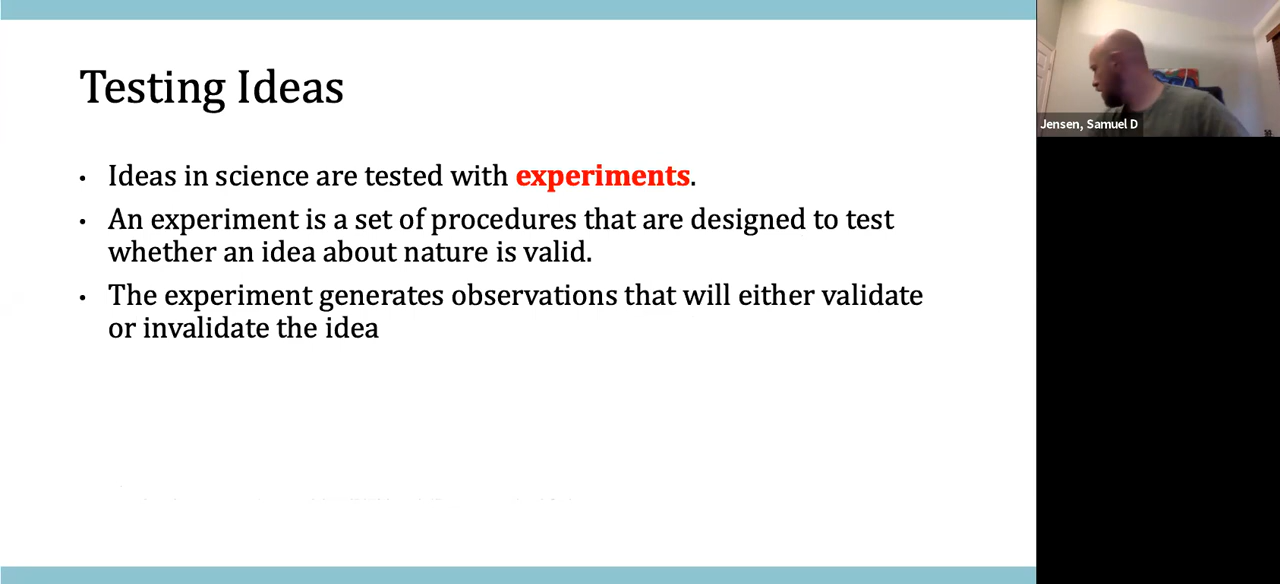 Testing Ideas
• Ideas in science are tested with experiments.
• An experiment is a set of procedures that are designed to test
whether an idea about nature is valid.
• The experiment generates observations that will either validate
or invalidate the idea
Jensen, Samuel D